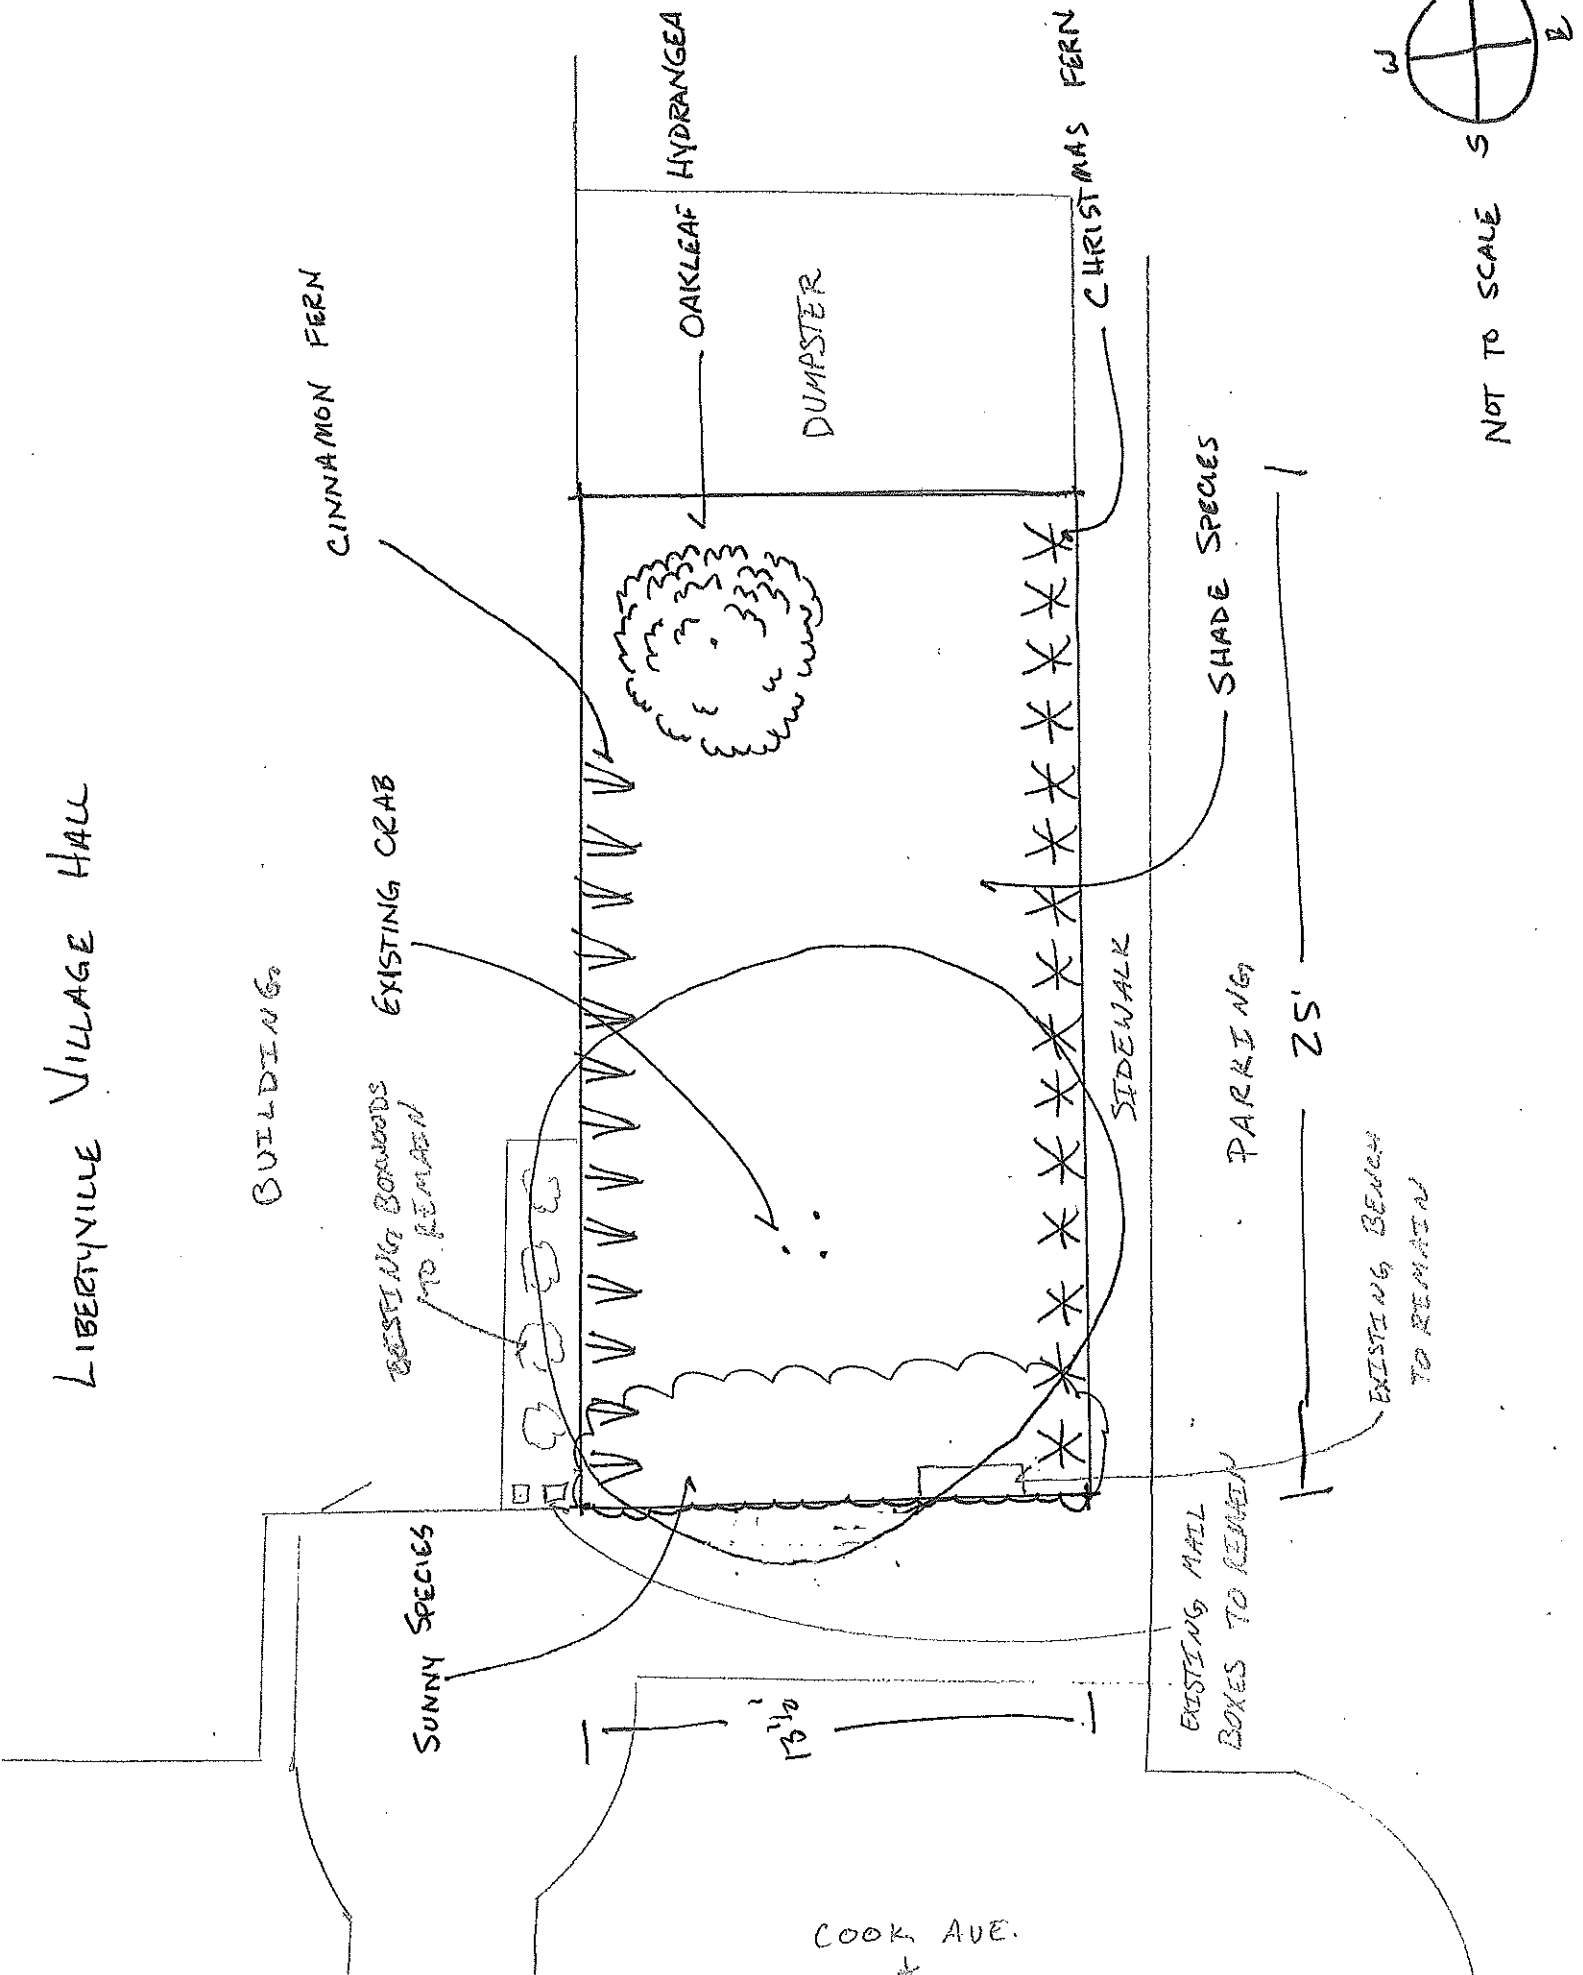 LIBERTYVILLE VILLAGE HALL
BUILDING
CINNAMON FERN
EXISTING CRAB
EXISTING BOXWOODS
TO REMAIN
SUNNY SPECIES
OAKLEAF HYDRANGEA
DUMPSTER
CHRISTMAS FERN
SHADE SPECIES
SIDEWALK
PARKING
25'
13 1/2'
EXISTING BENCH
TO REMAIN
EXISTING MAIL
BOXES TO REMAIN
COOK AVE.
NOT TO SCALE
S
W
E